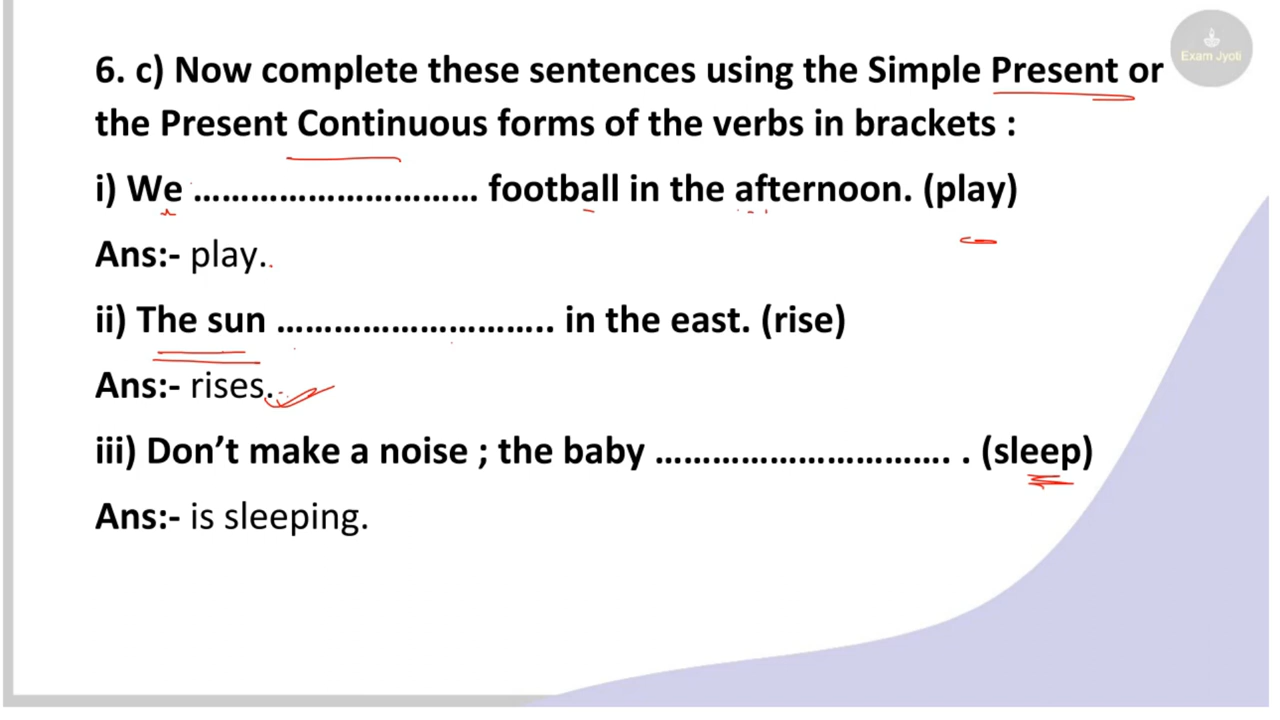 Exam Jyoti
6. c) Now complete these sentences using the Simple Present or
the Present Continuous forms of the verbs in brackets :
i) We ............................. football in the afternoon. (play)
Ans:- play.
ii) The sun ............................. in the east. (rise)
Ans:- rises.
iii) Don’t make a noise ; the baby .............................. . (sleep)
Ans:- is sleeping.